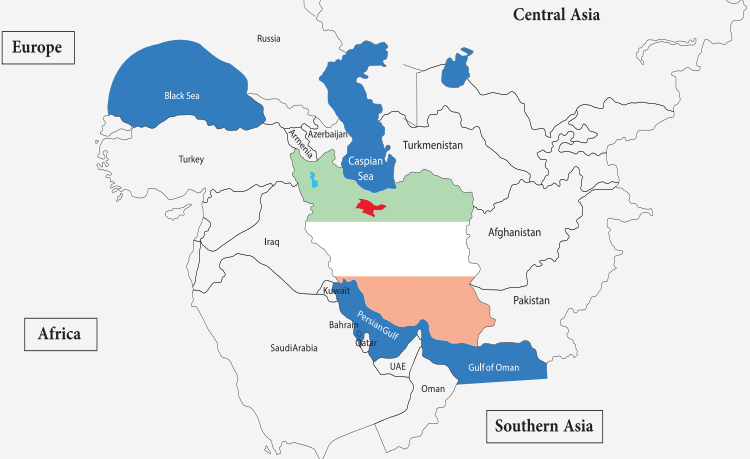 Central Asia
Europe
Russia
Black Sea
Azerbaijan
Armenia
Turkmenistan
Turkey
Caspian
Sea
Afghanistan
Iraq
Kuwait
Pakistan
PersianGulf
Bahrain
Africa
Qatar
SaudiArabia
UAE
Gulf of Oman
Oman
Southern Asia